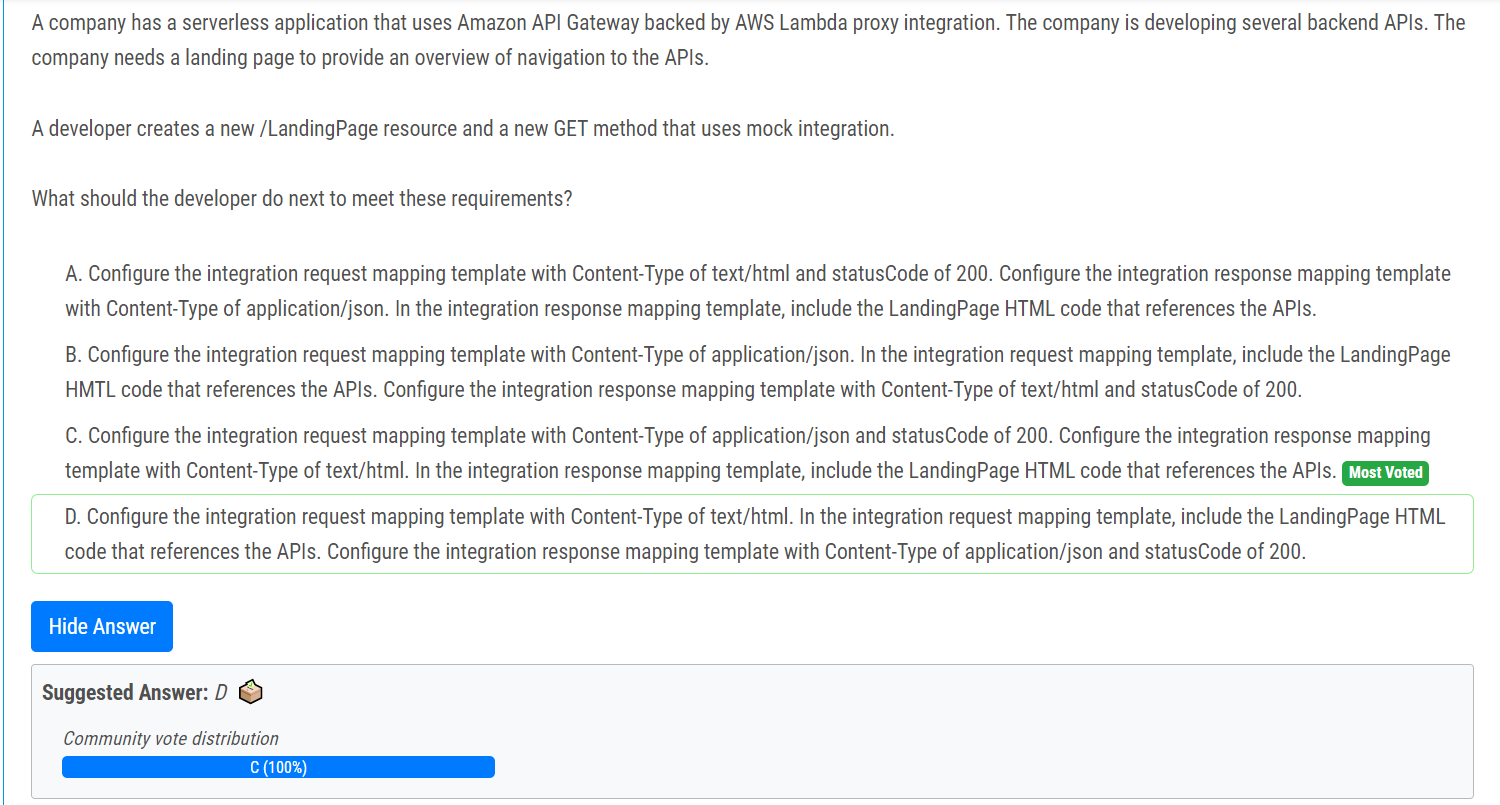 A company has a serverless application that uses Amazon API Gateway backed by AWS Lambda proxy integration. The company is developing several backend APIs. The
company needs a landing page to provide an overview of navigation to the APIs.
A developer creates a new /LandingPage resource and a new GET method that uses mock integration.
What should the developer do next to meet these requirements?
A. Configure the integration request mapping template with Content-Type of text/html and statusCode of 200. Configure the integration response mapping template
with Content-Type of application/json. In the integration response mapping template, include the LandingPage HTML code that references the APIs.
B. Configure the integration request mapping template with Content-Type of application/json. In the integration request mapping template, include the LandingPage
HMTL code that references the APIs. Configure the integration response mapping template with Content-Type of text/html and statusCode of 200.
C. Configure the integration request mapping template with Content-Type of application/json and statusCode of 200. Configure the integration response mapping
template with Content-Type of text/html. In the integration response mapping template, include the LandingPage HTML code that references the APIs. Most Voted
D. Configure the integration request mapping template with Content-Type of text/html. In the integration request mapping template, include the LandingPage HTML
code that references the APIs. Configure the integration response mapping template with Content-Type of application/json and statusCode of 200.
Hide Answer
Suggested Answer: D
Community vote distribution
C (100%)